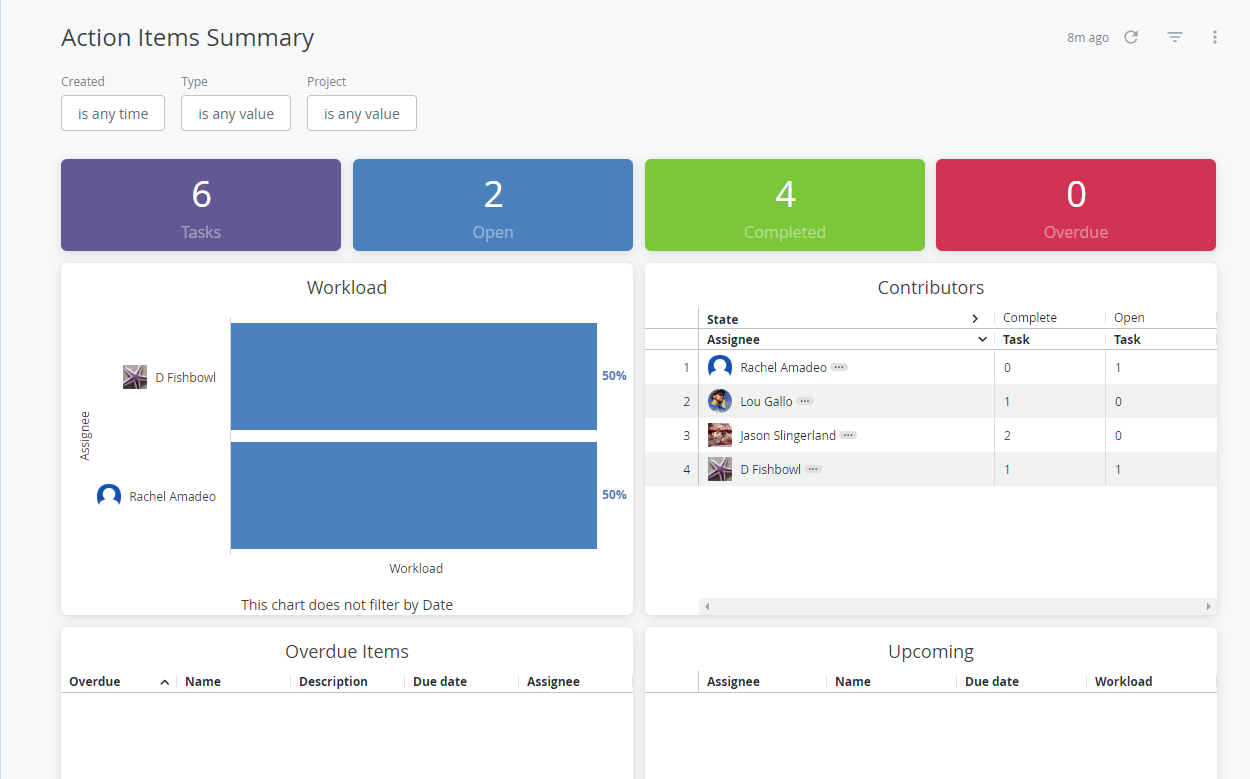 Action Items Summary
8m ago
Created Type Project
is any time is any value is any value
6 2 4 0
Tasks Open Completed Overdue
Workload
Assignee
D Fishbowl 50%
Rachel Amadeo 50%
Workload
This chart does not filter by Date
Contributors
State Complete Open
Assignee Task Task
1 Rachel Amadeo ... 0 1
2 Lou Gallo ... 1 0
3 Jason Slingerland ... 2 0
4 D Fishbowl ... 1 1
Overdue Items
Overdue Name Description Due date Assignee
Upcoming
Assignee Name Due date Workload